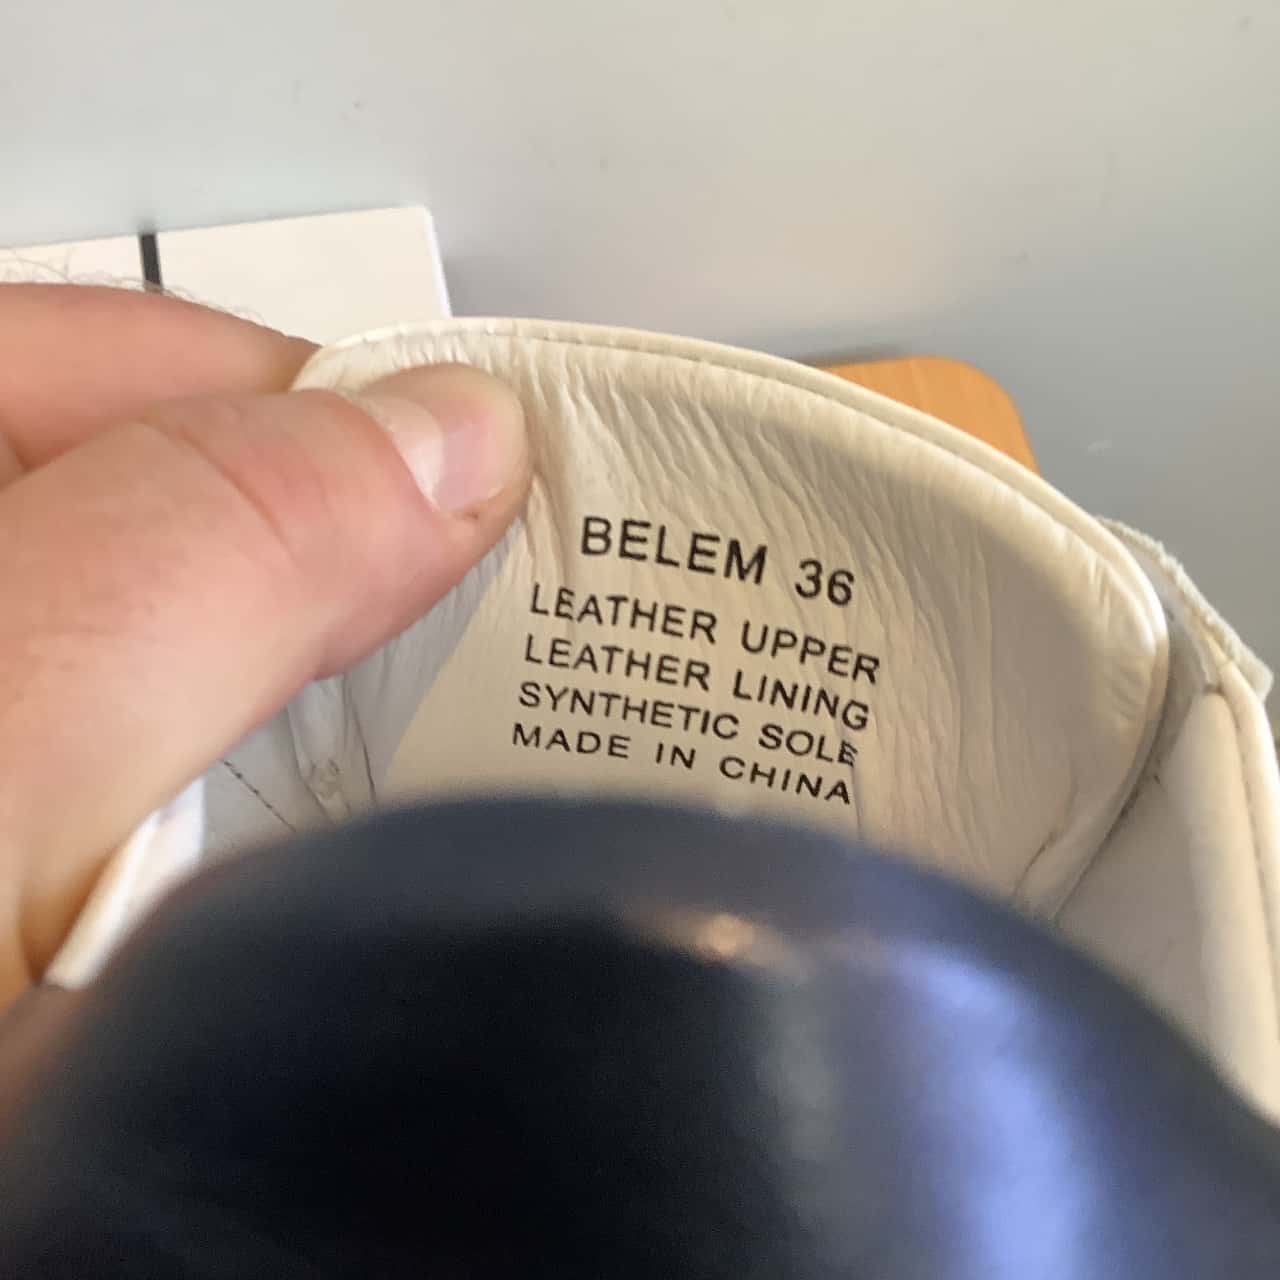 BELEM 36
LEATHER UPPER
LEATHER LINING
SYNTHETIC SOLE
MADE IN CHINA